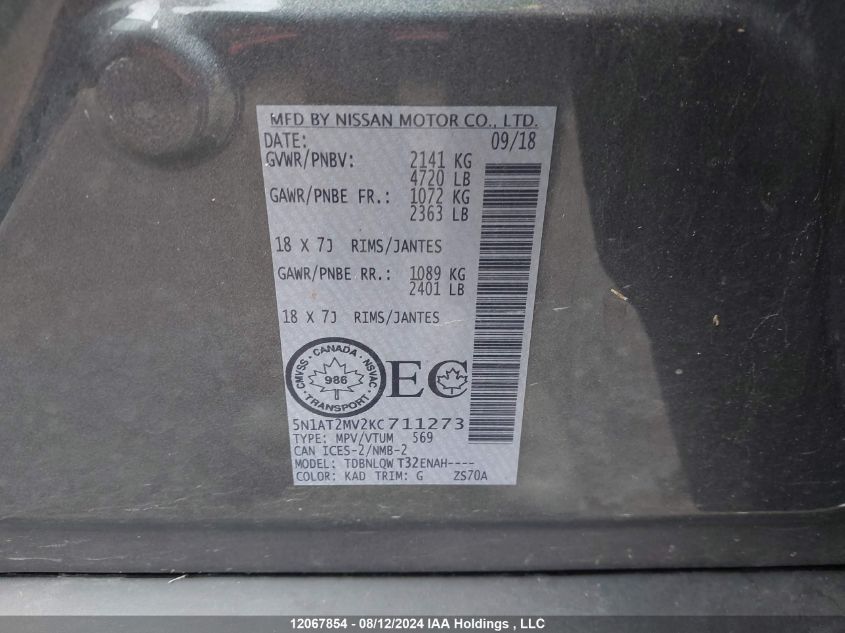 MFD BY NISSAN MOTOR CO., LTD.
DATE: 09/18
GVWR/PNBV: 2141 KG
4720 LB
GAWR/PNBE FR.: 1072 KG
2363 LB
18 X 7J RIMS/JANTES
GAWR/PNBE RR.: 1089 KG
2401 LB
18 X 7J RIMS/JANTES
CANADA
CMVSS NSVAC
986
TRANSPORT
EC
5N1AT2MV2KC711273
TYPE: MPV/VTUM 569
CAN ICES-2/NMB-2
MODEL: TDBNLQW T32ENAH----
COLOR: KAD TRIM: G ZS70A
12067854 - 08/12/2024 IAA Holdings , LLC